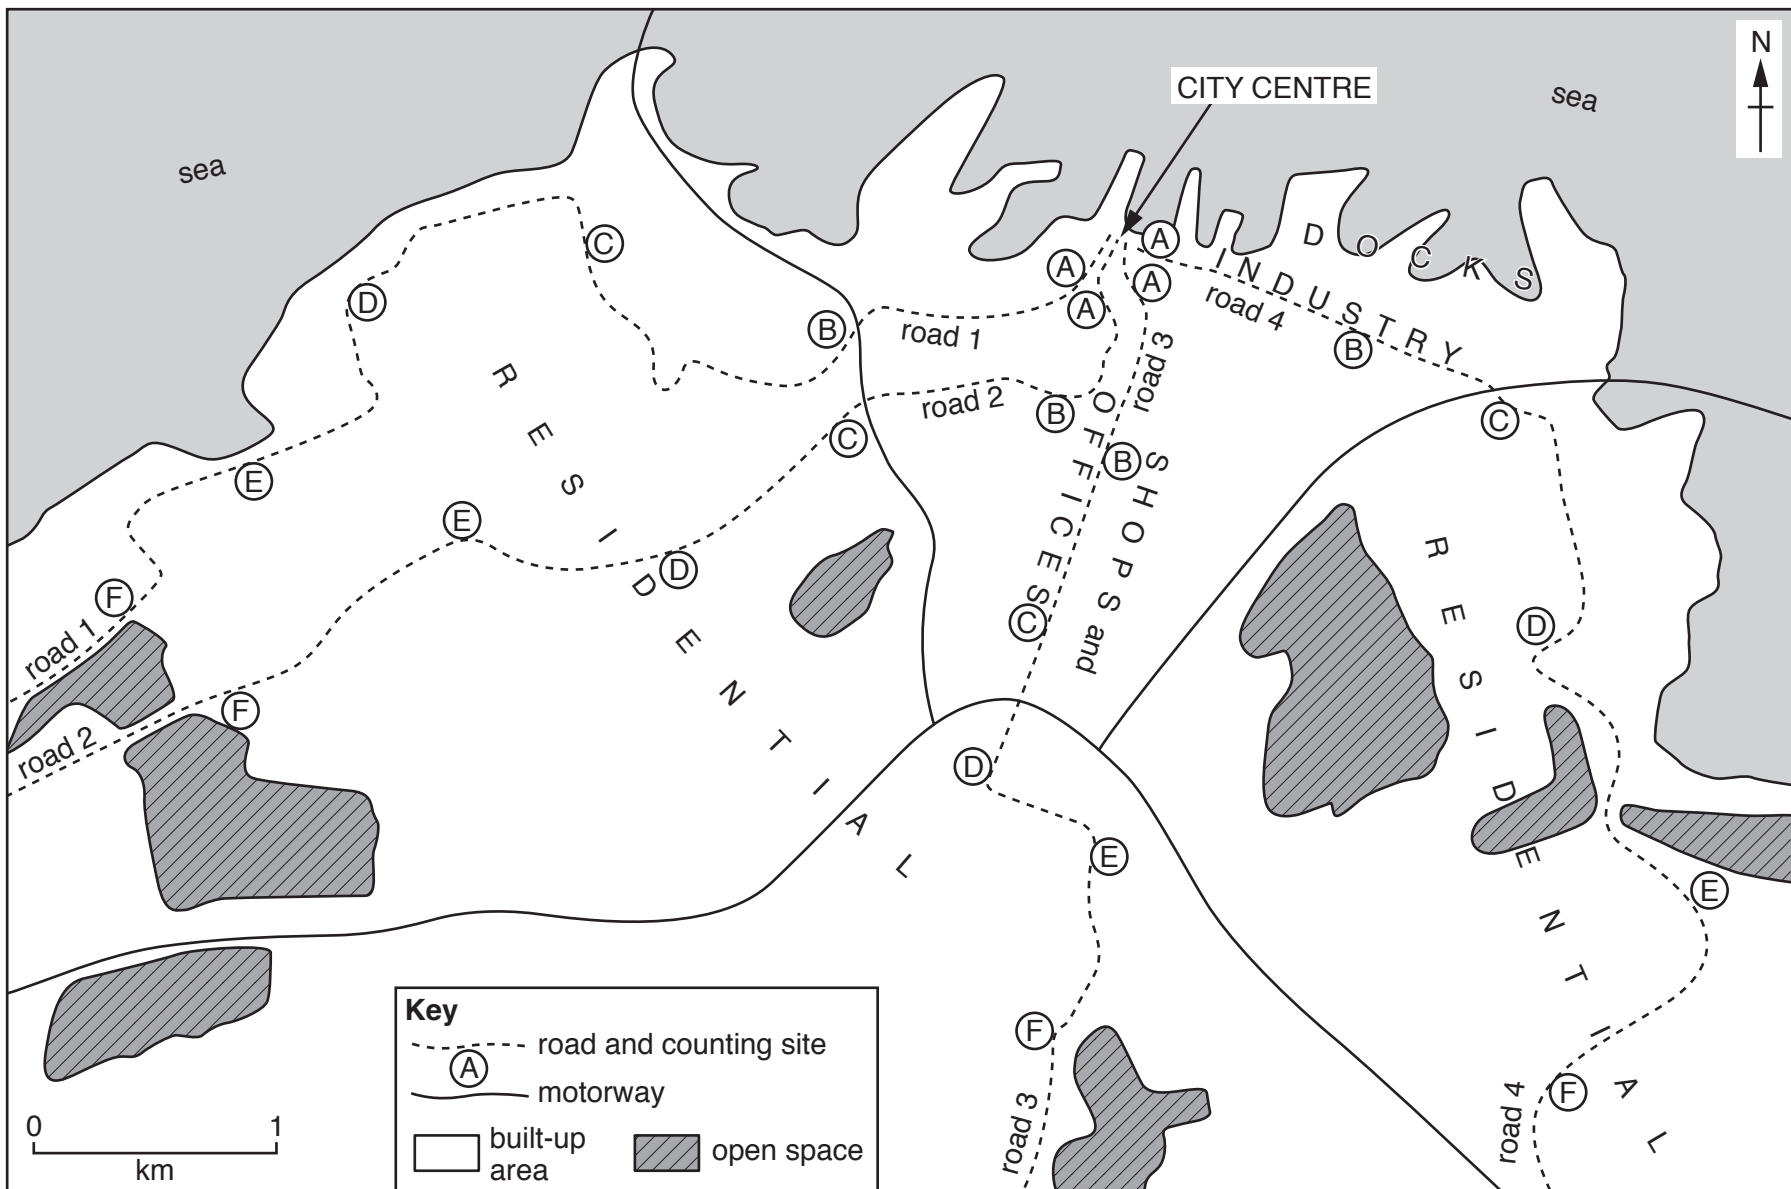 N
CITY CENTRE
sea
sea
DOCKS
INDUSTRY
A
A
A
A
C
D
B
road 1
road 4
road 3
B
RESIDENTIAL
road 2
B
C
C
OFFICES
B
SHOPS and
E
E
D
F
road 1
C
RESIDENTIAL
D
F
road 2
D
E
E
F
F
road 3
road 4
Key
road and counting site
A
motorway
built-up
area
open space
0 1
km